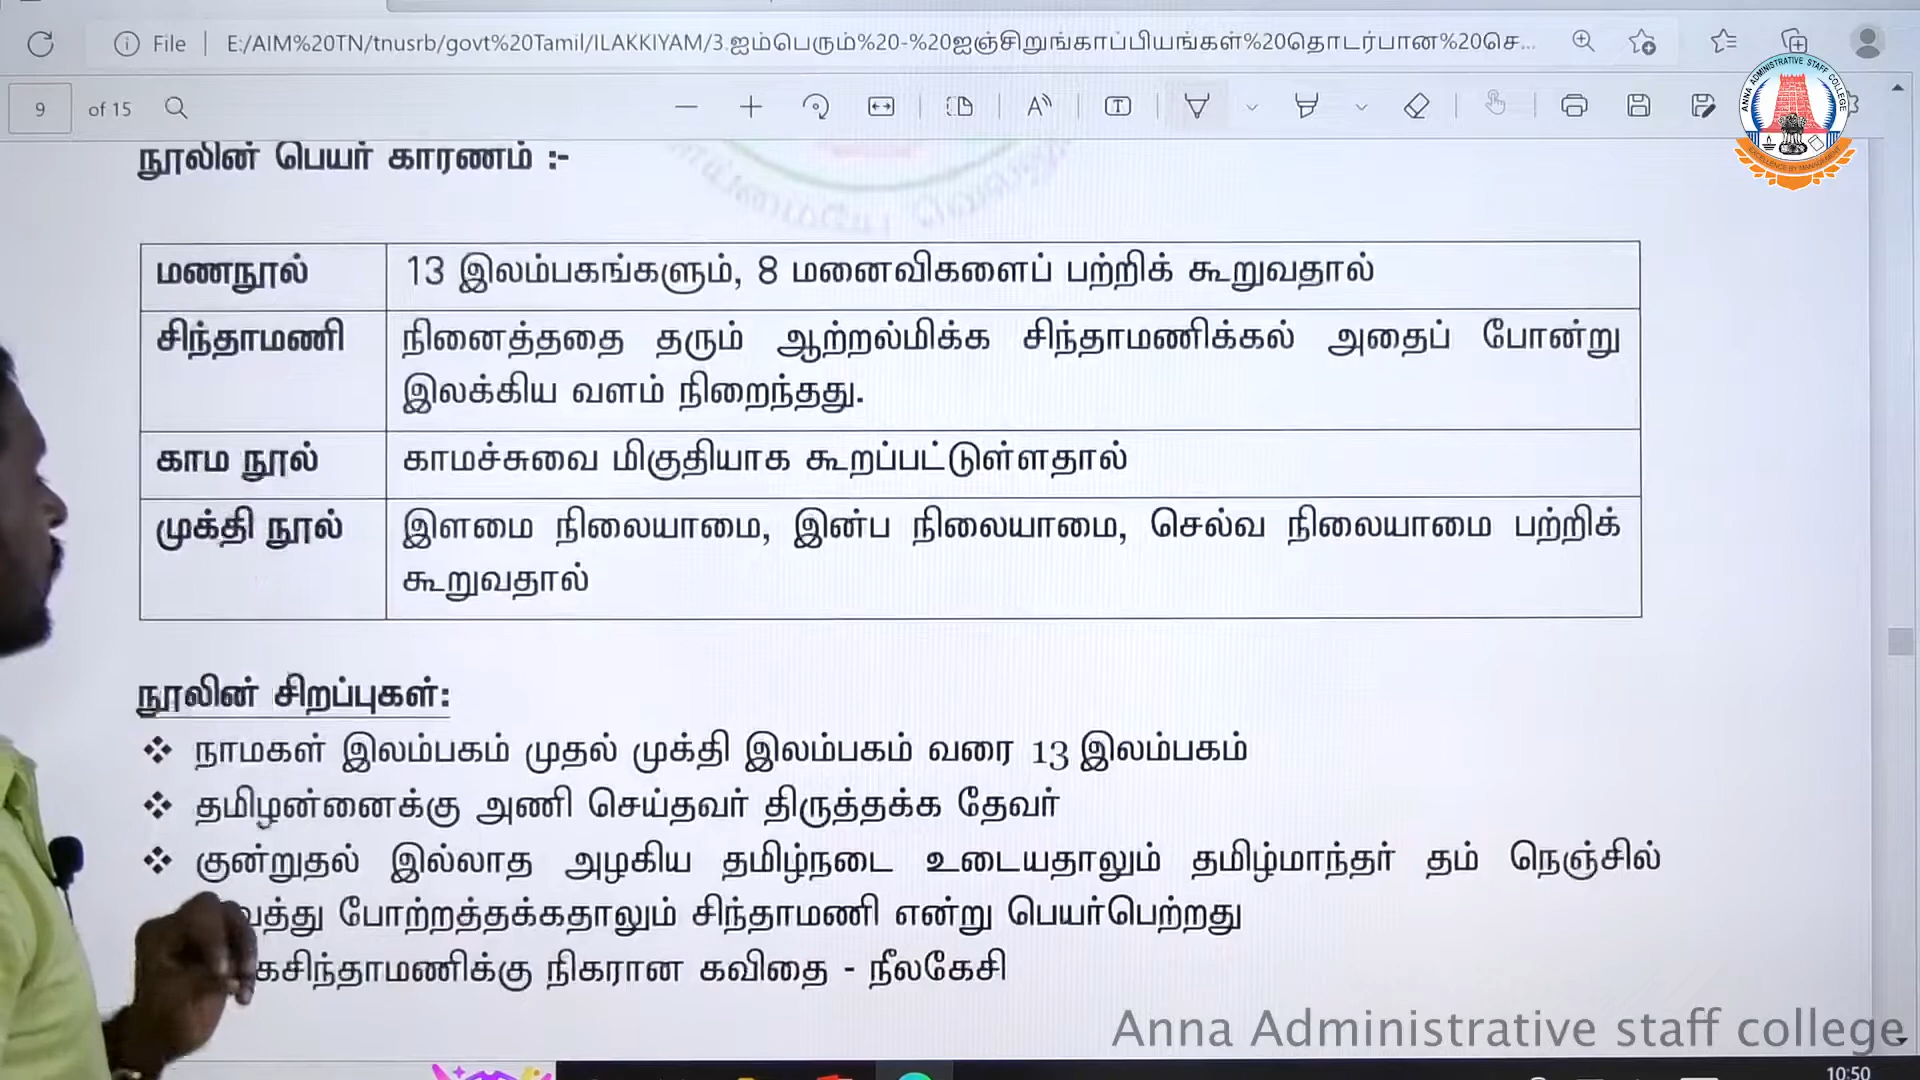 File
E:/AIM%20TN/tnusrb/govt%20Tamil/ILAKKIYAM/3.ஐம்பெரும்%20-%20ஐஞ்சிறுங்காப்பியங்கள்%20தொடர்பான%20செ...
9 of 15
ANNA ADMINISTRATIVE STAFF COLLEGE
நூலின் பெயர் காரணம் :-
மணநூல் 13 இலம்பகங்களும், 8 மனைவிகளைப் பற்றிக் கூறுவதால்
சிந்தாமணி நினைத்ததை தரும் ஆற்றல்மிக்க சிந்தாமணிக்கல் அதைப் போன்று
இலக்கிய வளம் நிறைந்தது.
காம நூல் காமச்சுவை மிகுதியாக கூறப்பட்டுள்ளதால்
முக்தி நூல் இளமை நிலையாமை, இன்ப நிலையாமை, செல்வ நிலையாமை பற்றிக்
கூறுவதால்
நூலின் சிறப்புகள்:
❖ நாமகள் இலம்பகம் முதல் முக்தி இலம்பகம் வரை 13 இலம்பகம்
❖ தமிழன்னைக்கு அணி செய்தவர் திருத்தக்க தேவர்
❖ குன்றுதல் இல்லாத அழகிய தமிழ்நடை உடையதாலும் தமிழ்மாந்தர் தம் நெஞ்சில்
போற்றத்தக்கதாலும் சிந்தாமணி என்று பெயர்பெற்றது
நிகரான கவிதை - நீலகேசி
Anna Administrative staff college
10:50